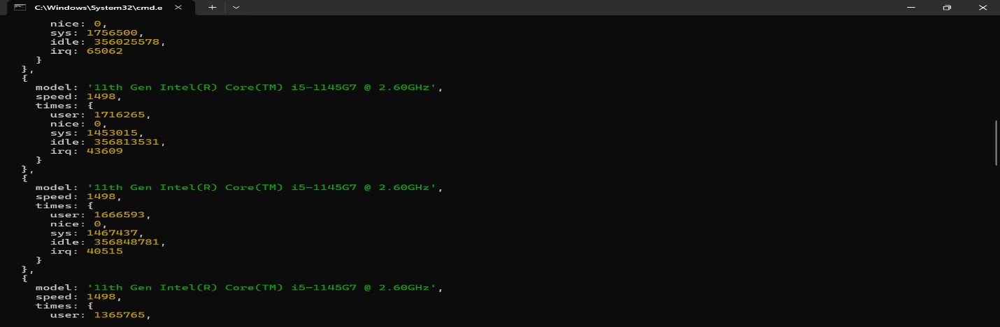 C:\Windows\System32\cmd.e
nice: 0,
sys: 1756500,
idle: 356025578,
irq: 65062
}
},
{
model: '11th Gen Intel(R) Core(TM) i5-1145G7 @ 2.60GHz',
speed: 1498,
times: {
user: 1716265,
nice: 0,
sys: 1453015,
idle: 356813531,
irq: 43609
}
},
{
model: '11th Gen Intel(R) Core(TM) i5-1145G7 @ 2.60GHz',
speed: 1498,
times: {
user: 1666593,
nice: 0,
sys: 1467437,
idle: 356848781,
irq: 40515
}
},
{
model: '11th Gen Intel(R) Core(TM) i5-1145G7 @ 2.60GHz',
speed: 1498,
times: {
user: 1365765,